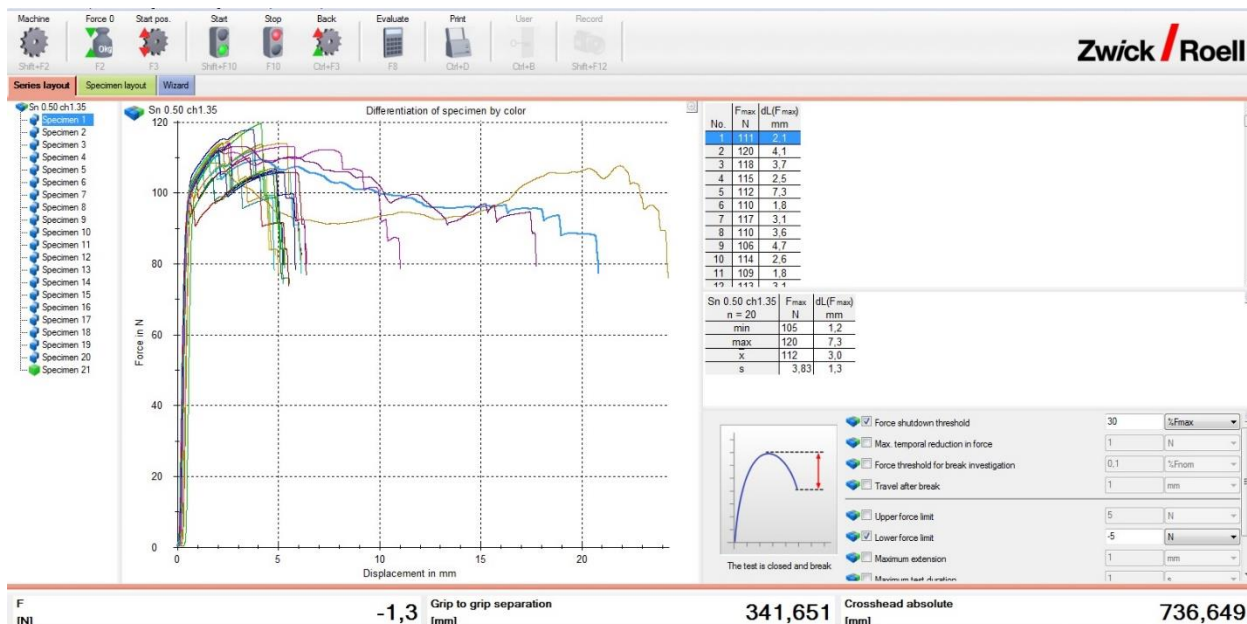 Machine Force 0 Start pos. Start Stop Back Evaluate Print User Record
0kg
Shift+F2 F2 F3 Shift+F10 F10 Ctrl+F3 F8 Ctrl+D Ctrl+B Shift+F12
Zwick / Roell
Series layout Specimen layout Wizard
Sn 0.50 ch1.35
Specimen 1
Specimen 2
Specimen 3
Specimen 4
Specimen 5
Specimen 6
Specimen 7
Specimen 8
Specimen 9
Specimen 10
Specimen 11
Specimen 12
Specimen 13
Specimen 14
Specimen 15
Specimen 16
Specimen 17
Specimen 18
Specimen 19
Specimen 20
Specimen 21
Sn 0.50 ch1.35 Differentiation of specimen by color
120
100
80
60
40
20
0
Force in N
0 5 10 15 20
Displacement in mm
Fmax dL(Fmax)
No. N mm
1 111 2,1
2 120 4,1
3 118 3,7
4 115 2,5
5 112 7,3
6 110 1,8
7 117 3,1
8 110 3,6
9 106 4,7
10 114 2,6
11 109 1,8
12 113 3,1
Sn 0.50 ch1.35 Fmax dL(Fmax)
n = 20 N mm
min 105 1,2
max 120 7,3
x̄ 112 3,0
s 3,83 1,3
Force shutdown threshold 30 %Fmax
Max. temporal reduction in force 1 N
Force threshold for break investigation 0,1 %Fnom
Travel after break 1 mm
Upper force limit 5 N
Lower force limit -5 N
Maximum extension 1 mm
Maximum test duration 1 s
The test is closed and break
F [N] -1,3
Grip to grip separation [mm] 341,651
Crosshead absolute [mm] 736,649